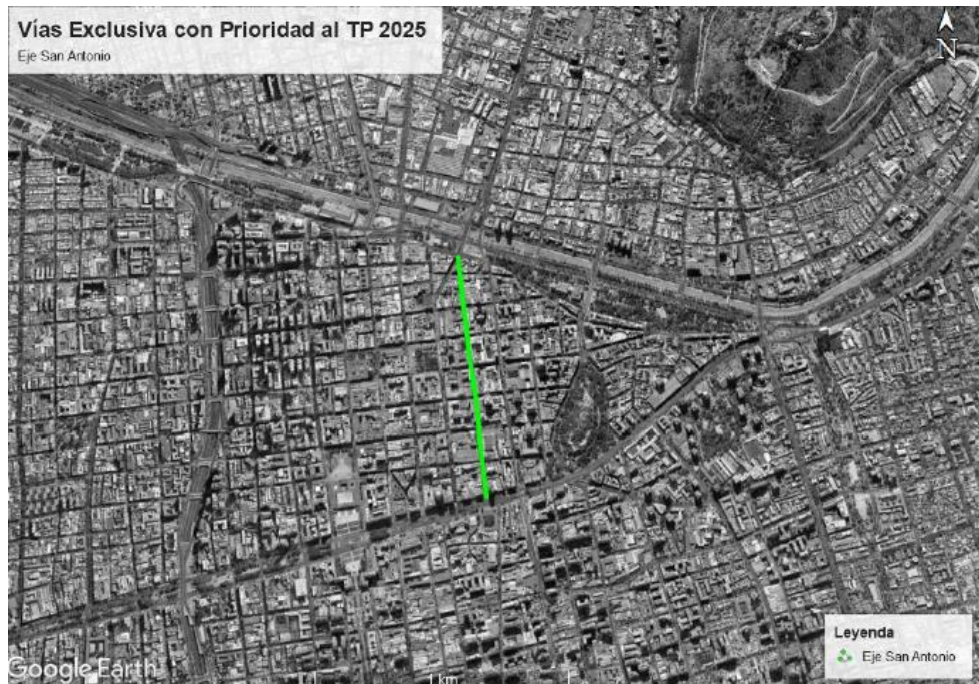 Vías Exclusiva con Prioridad al TP 2025
Eje San Antonio
N
Leyenda
Eje San Antonio
Google Earth
1 km